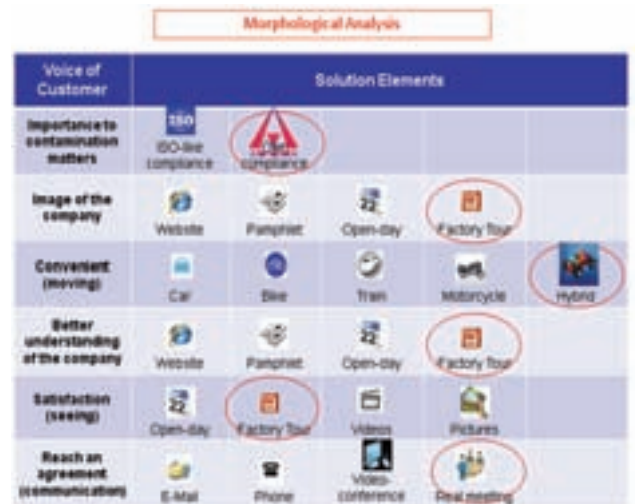 Morphological Analysis
Voice of
Customer
Solution Elements
Importance to
contamination
matters
ISO
ISO-like
compliance
compliance
Image of the
company
Website
Pamphlet
Open-day
Factory Tour
Convenient
(moving)
Car
Bike
Train
Motorcycle
Hybrid
Better
understanding
of the company
Website
Pamphlet
Open-day
Factory Tour
Satisfaction
(seeing)
Open-day
Factory Tour
Videos
Pictures
Reach an
agreement
(communication)
E-Mail
Phone
Video-
conference
Real meeting